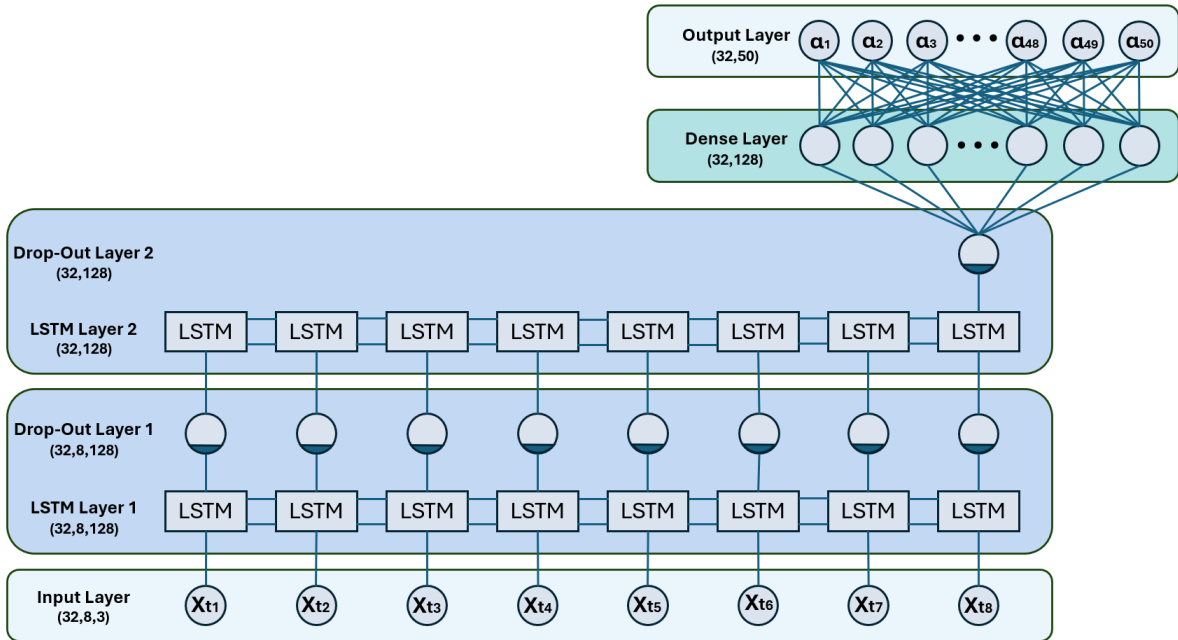 Output Layer
(32,50)
α1 α2 α3 • • • α48 α49 α50
Dense Layer
(32,128)
• • •
Drop-Out Layer 2
(32,128)
LSTM Layer 2
(32,128)
LSTM LSTM LSTM LSTM LSTM LSTM LSTM LSTM
Drop-Out Layer 1
(32,8,128)
LSTM Layer 1
(32,8,128)
LSTM LSTM LSTM LSTM LSTM LSTM LSTM LSTM
Input Layer
(32,8,3)
Xt1 Xt2 Xt3 Xt4 Xt5 Xt6 Xt7 Xt8